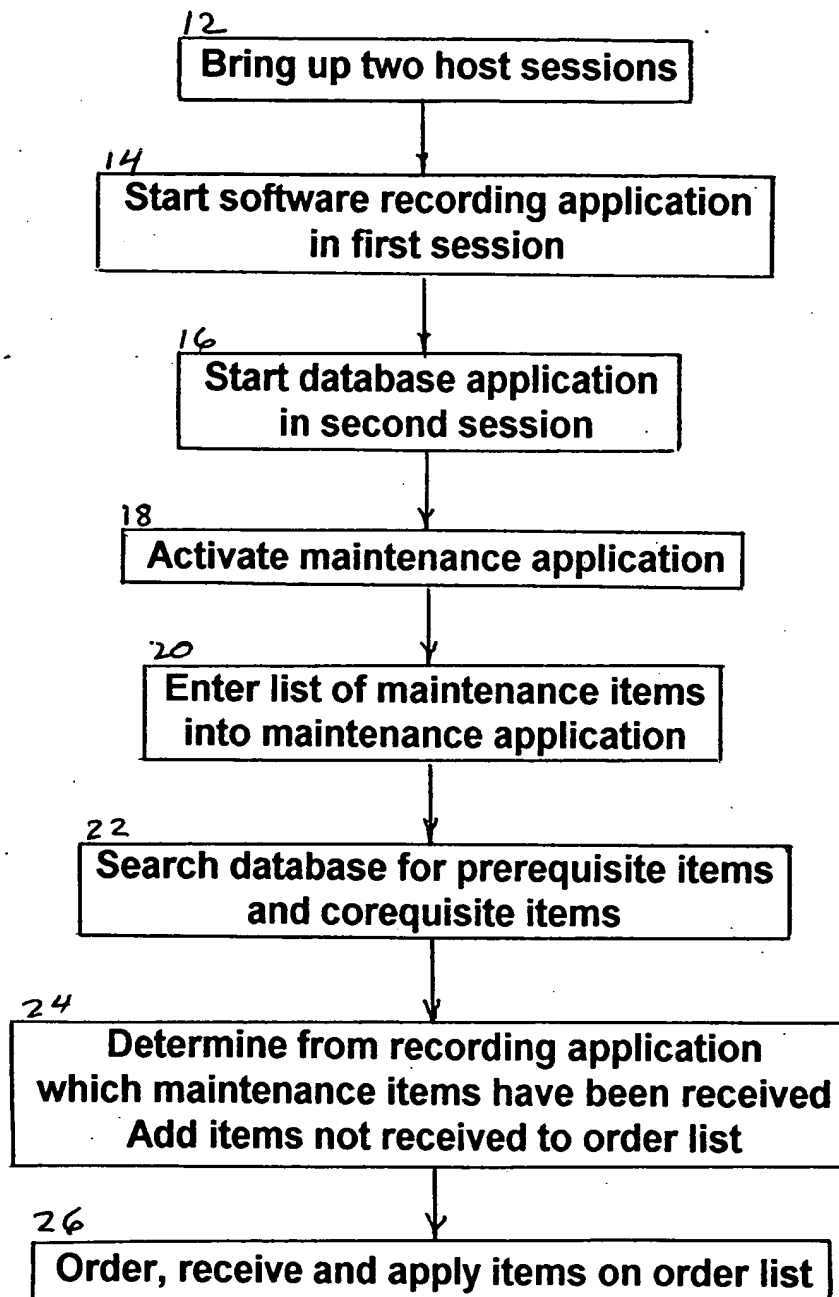 12
Bring up two host sessions
14
Start software recording application
in first session
16
Start database application
in second session
18
Activate maintenance application
20
Enter list of maintenance items
into maintenance application
22
Search database for prerequisite items
and corequisite items
24
Determine from recording application
which maintenance items have been received
Add items not received to order list
26
Order, receive and apply items on order list